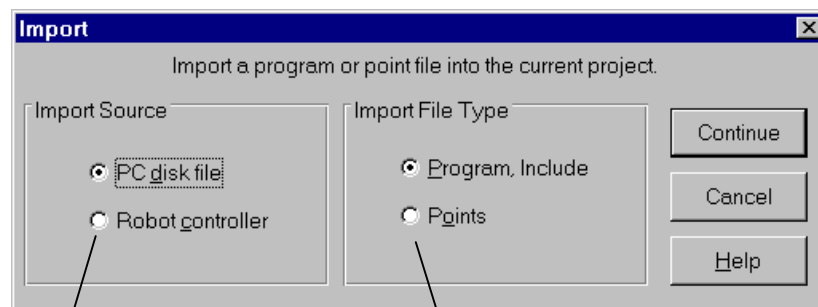 Import
Import a program or point file into the current project.
Import Source
PC disk file
Robot controller
Import File Type
Program, Include
Points
Continue
Cancel
Help